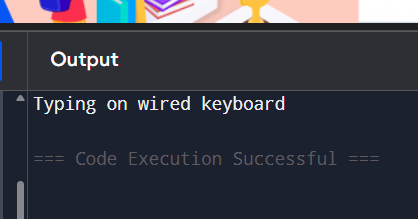 Output
Typing on wired keyboard
=== Code Execution Successful ===